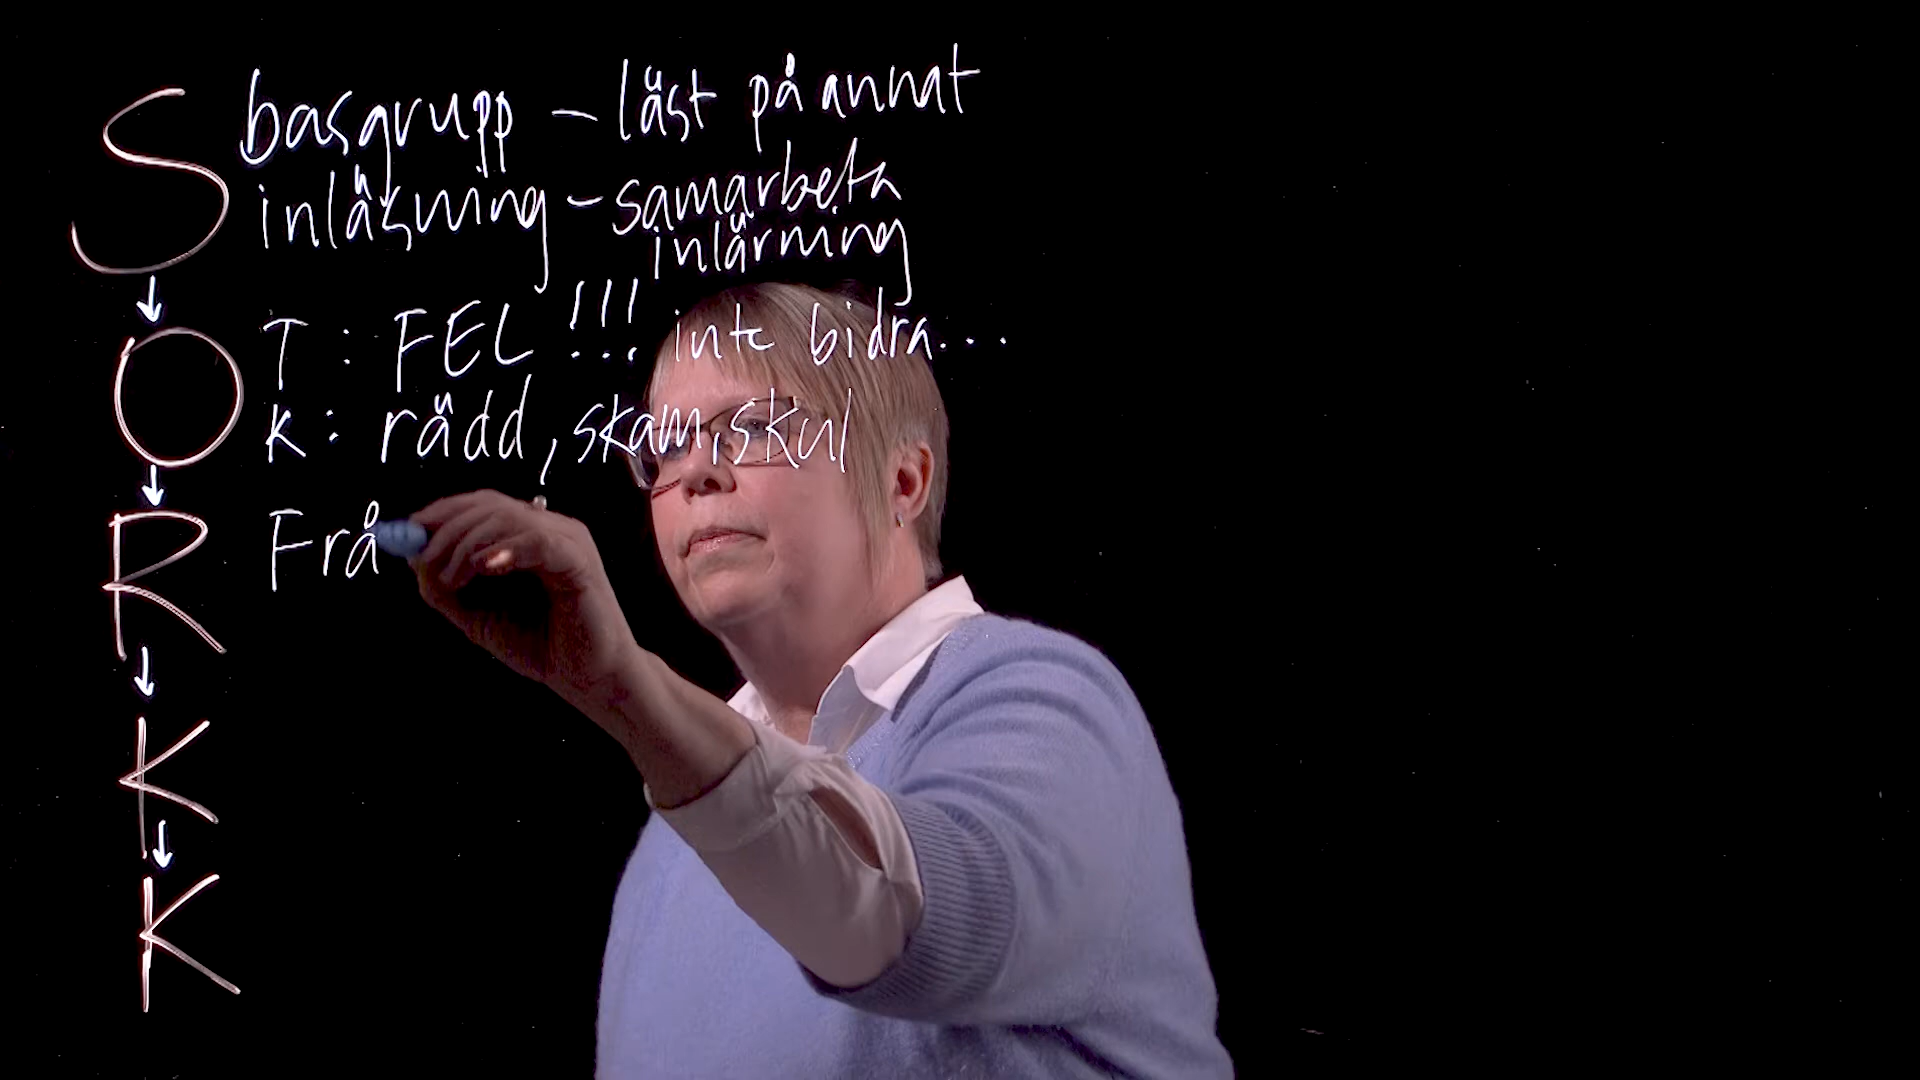 S basgrupp – läst på annat
inläsning – samarbeta
inlärning
O T : FEL !!! inte bidra...
K : rädd, skam, skul
R Frå
K
K